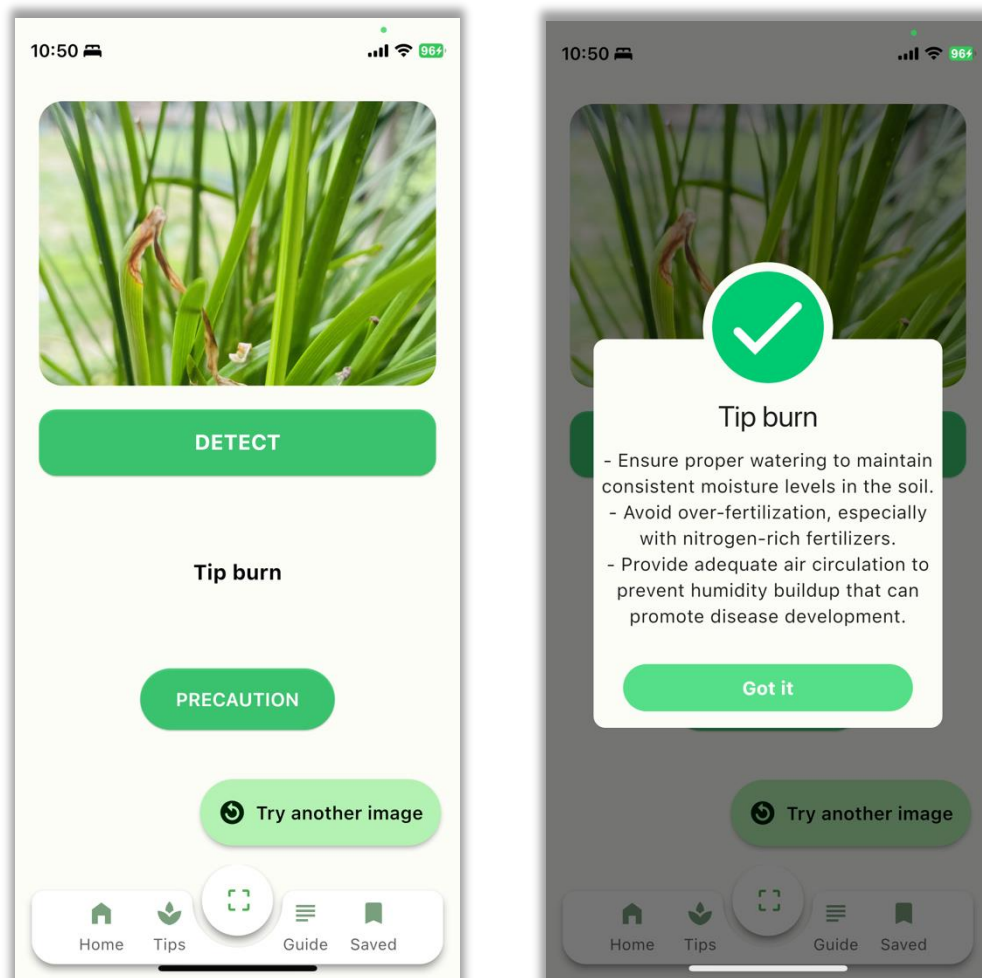 10:50
96
DETECT
Tip burn
PRECAUTION
Try another image
Home Tips Guide Saved
10:50
96
Tip burn
- Ensure proper watering to maintain
consistent moisture levels in the soil.
- Avoid over-fertilization, especially
with nitrogen-rich fertilizers.
- Provide adequate air circulation to
prevent humidity buildup that can
promote disease development.
Got it
Try another image
Home Tips Guide Saved